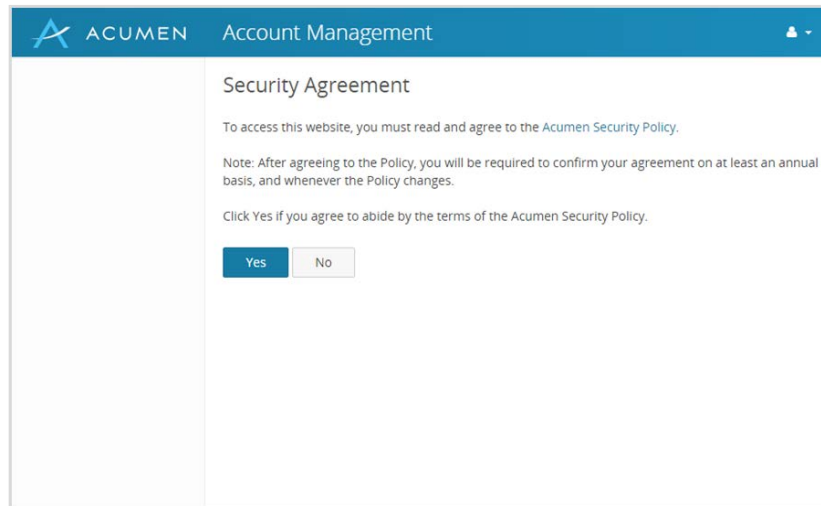 ACUMEN Account Management
Security Agreement
To access this website, you must read and agree to the Acumen Security Policy.
Note: After agreeing to the Policy, you will be required to confirm your agreement on at least an annual
basis, and whenever the Policy changes.
Click Yes if you agree to abide by the terms of the Acumen Security Policy.
Yes No